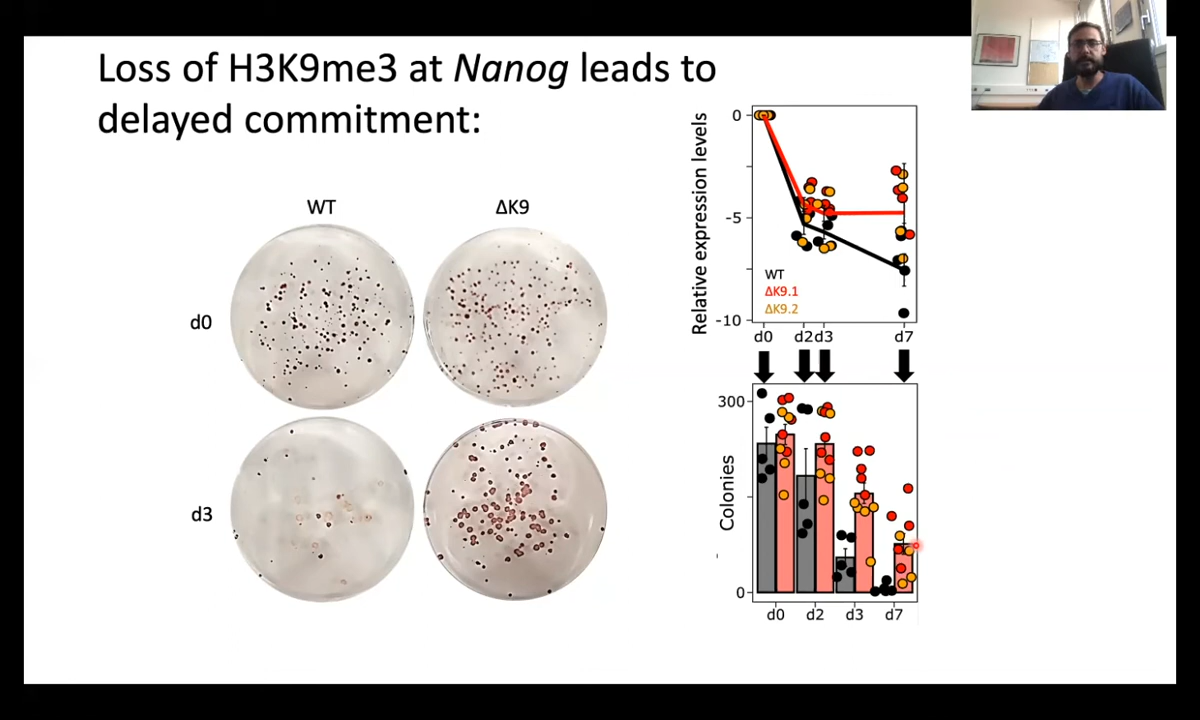 Loss of H3K9me3 at Nanog leads to
delayed commitment:
WT
ΔK9
d0
d3
Relative expression levels
0
-5
-10
WT
ΔK9.1
ΔK9.2
d0
d2
d3
d7
Colonies
300
0
d0
d2
d3
d7